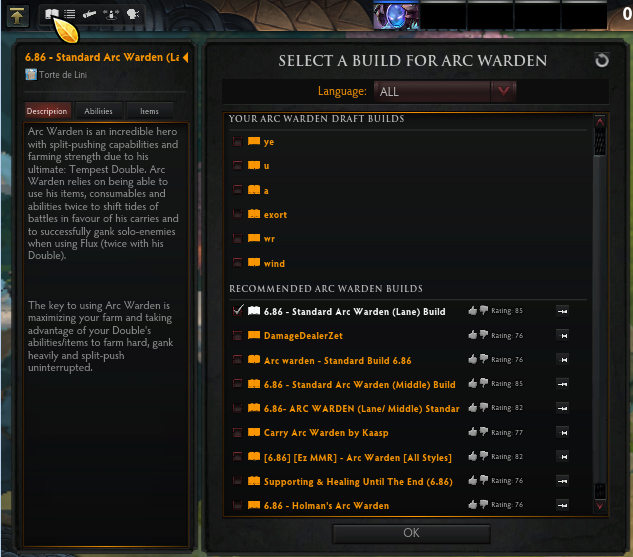 0
6.86 - Standard Arc Warden (La
Torte de Lini
Description Abilities Items
Arc Warden is an incredible hero
with split-pushing capabilities and
farming strength due to his
ultimate: Tempest Double. Arc
Warden relies on being able to
use his items, consumables and
abilities twice to shift tides of
battles in favour of his carries and
to successfully gank solo-enemies
when using Flux (twice with his
Double).
The key to using Arc Warden is
maximizing your farm and taking
advantage of your Double's
abilities/items to farm hard, gank
heavily and split-push
uninterrupted.
SELECT A BUILD FOR ARC WARDEN
Language: ALL
YOUR ARC WARDEN DRAFT BUILDS
ye
u
a
exort
wr
wind
RECOMMENDED ARC WARDEN BUILDS
6.86 - Standard Arc Warden (Lane) Build Rating: 85
DamageDealerZet Rating: 76
Arc warden - Standard Build 6.86 Rating: 76
6.86 - Standard Arc Warden (Middle) Build Rating: 85
6.86- ARC WARDEN (Lane/ Middle) Standar Rating: 82
Carry Arc Warden by Kaasp Rating: 77
[6.86] [Ez MMR] - Arc Warden [All Styles] Rating: 82
Supporting & Healing Until The End (6.86) Rating: 76
6.86 - Holman's Arc Warden Rating: 76
OK